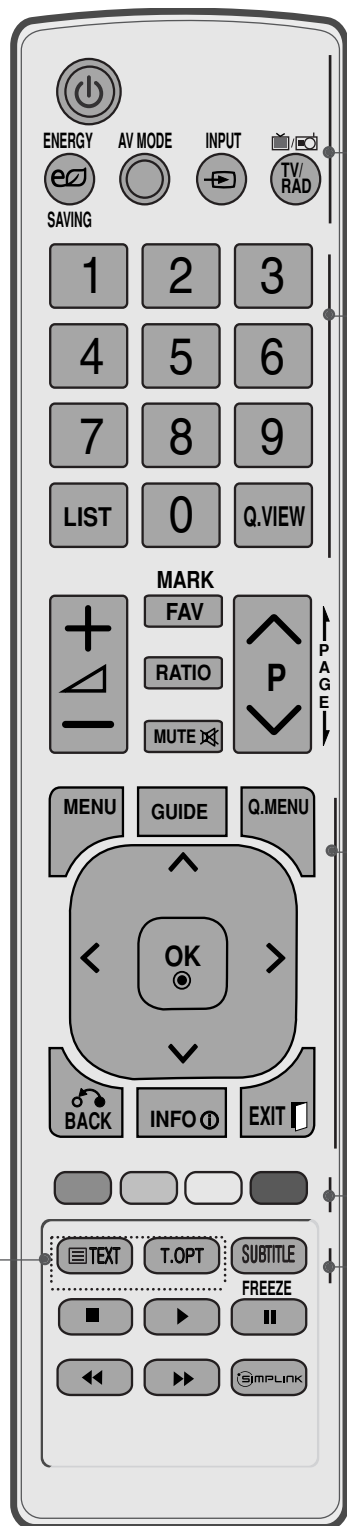 ENERGY AV MODE INPUT
TV/
RAD
SAVING
1 2 3
4 5 6
7 8 9
LIST 0 Q.VIEW
MARK
FAV
RATIO
P
MUTE
PAGE
MENU GUIDE Q.MENU
OK
BACK INFO EXIT
TEXT T.OPT SUBTITLE
FREEZE
SIMPLINK